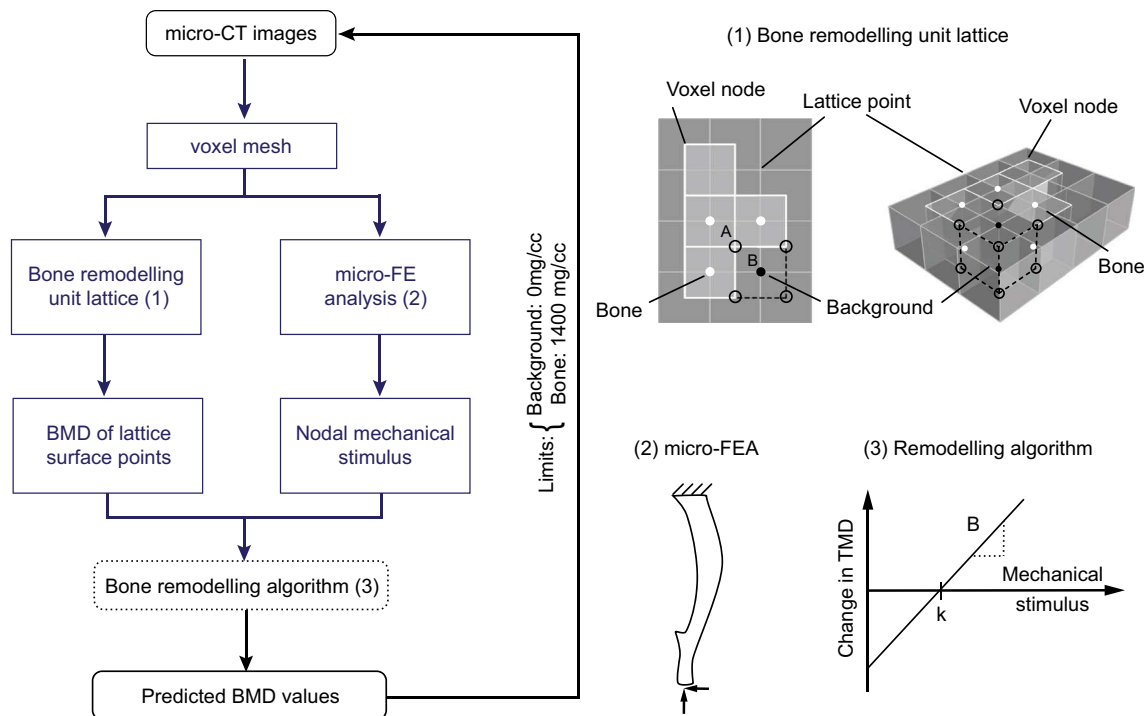 micro-CT images
voxel mesh
Bone remodelling
unit lattice (1)
micro-FE
analysis (2)
BMD of lattice
surface points
Nodal mechanical
stimulus
Bone remodelling algorithm (3)
Predicted BMD values
Limits: {
Background: 0mg/cc
Bone: 1400 mg/cc
(1) Bone remodelling unit lattice
Voxel node
Lattice point
Voxel node
A
B
Bone
Background
Bone
(2) micro-FEA
(3) Remodelling algorithm
Change in TMD
B
Mechanical
stimulus
k